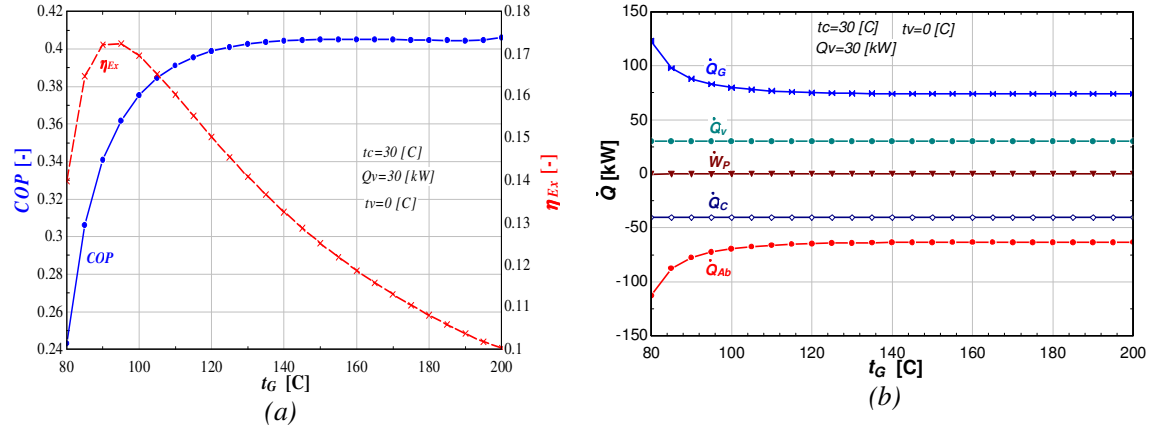 0.42
0.4
0.38
0.36
0.34
0.32
0.3
0.28
0.26
0.24
COP [-]
0.18
0.17
0.16
0.15
0.14
0.13
0.12
0.11
0.1
ηEx [-]
ηEx
tc=30 [C]
Qv=30 [kW]
tv=0 [C]
COP
80 100 120 140 160 180 200
tG [C]
(a)
150
100
50
0
-50
-100
-150
Q̇ [kW]
tc=30 [C] tv=0 [C]
Qv=30 [kW]
Q̇G
Q̇v
ẆP
Q̇C
Q̇Ab
80 100 120 140 160 180 200
tG [C]
(b)